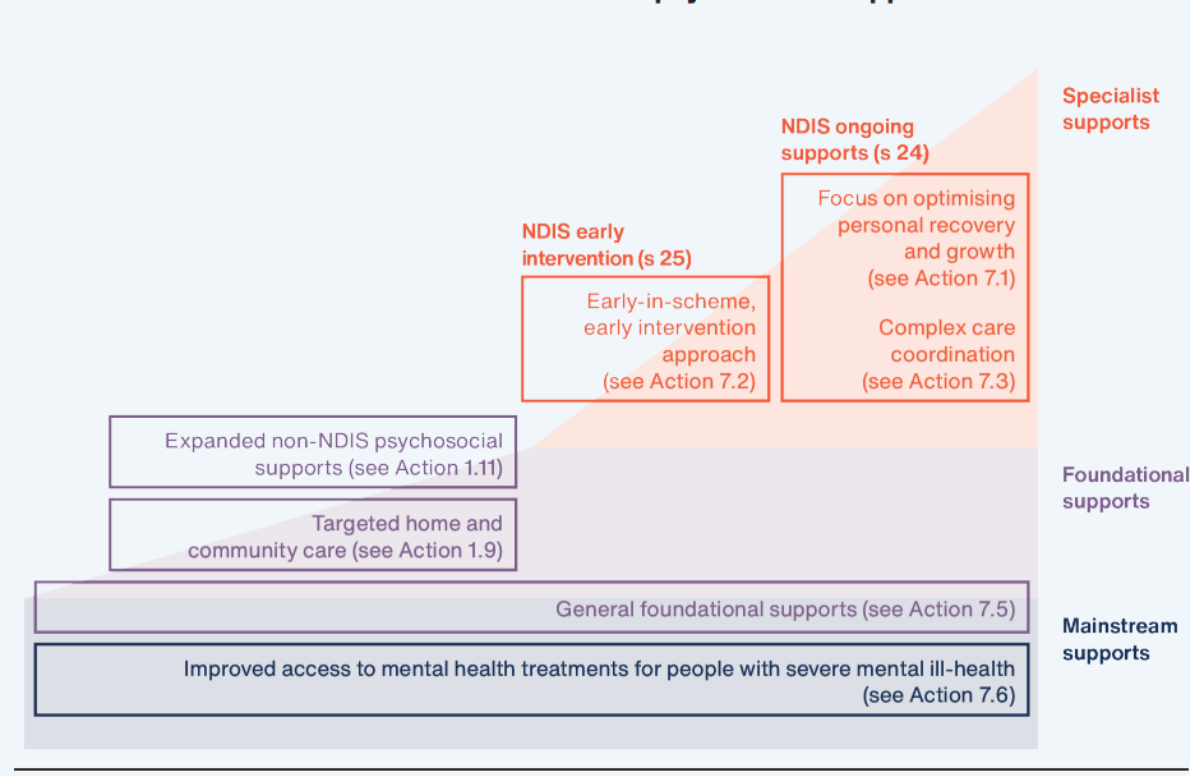 Specialist
supports
NDIS ongoing
supports (s 24)
Focus on optimising
personal recovery
and growth
(see Action 7.1)
Complex care
coordination
(see Action 7.3)
NDIS early
intervention (s 25)
Early-in-scheme,
early intervention
approach
(see Action 7.2)
Expanded non-NDIS psychosocial
supports (see Action 1.11)
Targeted home and
community care (see Action 1.9)
Foundational
supports
General foundational supports (see Action 7.5)
Mainstream
supports
Improved access to mental health treatments for people with severe mental ill-health
(see Action 7.6)